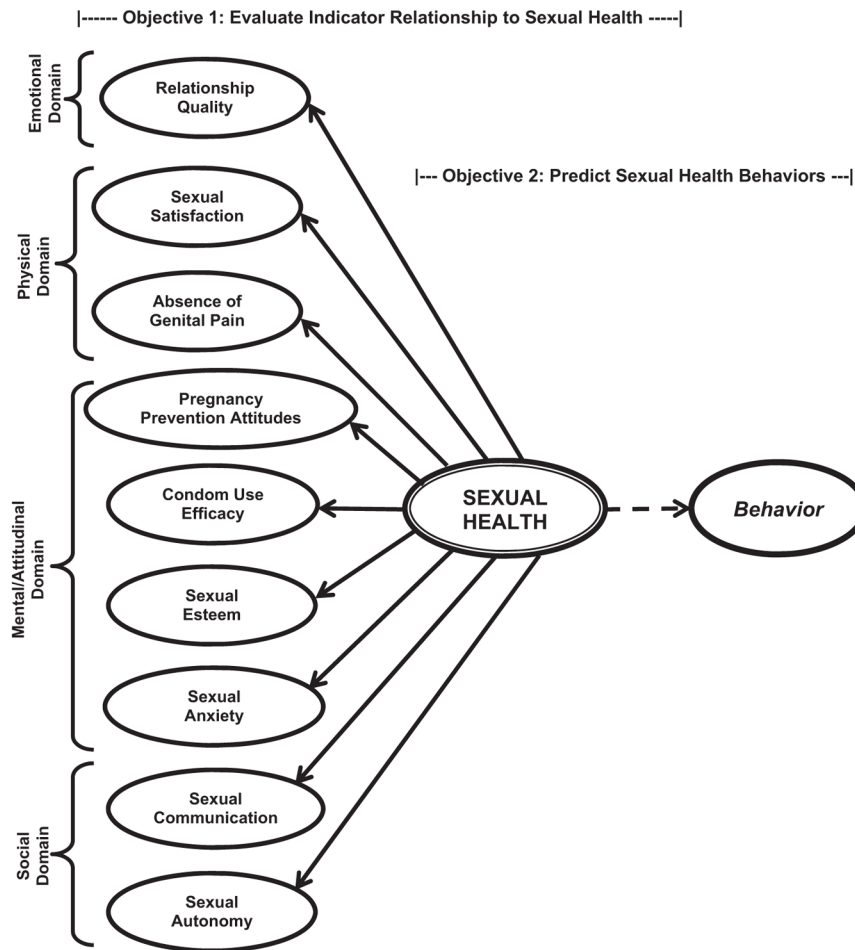 |------ Objective 1: Evaluate Indicator Relationship to Sexual Health -----|
Emotional
Domain
Relationship
Quality
|--- Objective 2: Predict Sexual Health Behaviors ---|
Physical
Domain
Sexual
Satisfaction
Absence of
Genital Pain
Mental/Attitudinal
Domain
Pregnancy
Prevention Attitudes
Condom Use
Efficacy
Sexual
Esteem
Sexual
Anxiety
SEXUAL
HEALTH
Behavior
Social
Domain
Sexual
Communication
Sexual
Autonomy